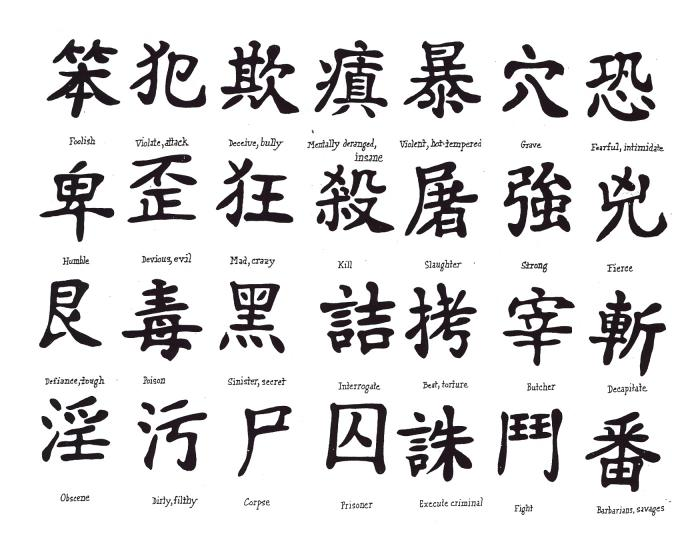 笨 犯 欺 瘨 暴 穴 恐
Foolish Violate, attack Deceive, bully Mentally deranged, Violent, hot-tempered Grave Fearful, intimidate
insane
卑 歪 狂 殺 屠 強 兇
Humble Devious, evil Mad, crazy Kill Slaughter Strong Fierce
艮 毒 黑 詰 拷 宰 斬
Defiance, tough Poison Sinister, secret Interrogate Beat, torture Butcher Decapitate
淫 污 尸 囚 誅 鬥 番
Obscene Dirty, filthy Corpse Prisoner Execute criminal Fight Barbarians, savages